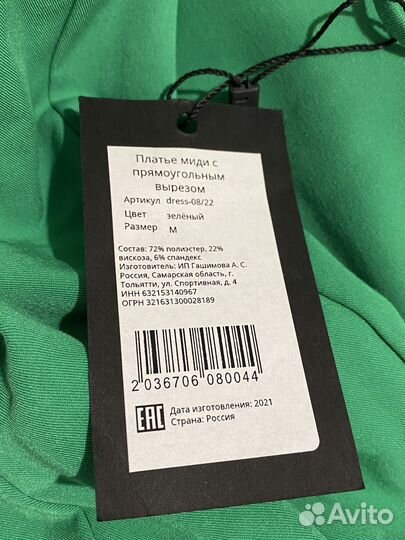 Платье миди с
прямоугольным
вырезом
Артикул dress-08/22
Цвет зелёный
Размер M
Состав: 72% полиэстер, 22%
вискоза, 6% спандекс
Изготовитель: ИП Гашимова А. С.
Россия, Самарская область, г.
Тольятти, ул. Спортивная, д. 4
ИНН 632153140967
ОГРН 321631300028189
2 036706 080044
EAC
Дата изготовления: 2021
Страна: Россия
Avito